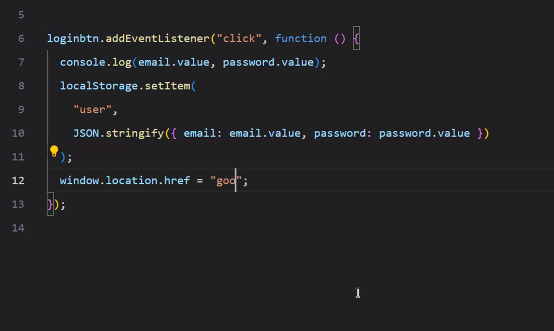 5
6 loginbtn.addEventListener("click", function () {
7 console.log(email.value, password.value);
8 localStorage.setItem(
9 "user",
10 JSON.stringify({ email: email.value, password: password.value })
11 );
12 window.location.href = "goo";
13 });
14